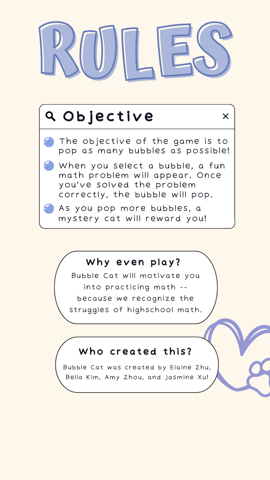 RULES
Objective
The objective of the game is to
pop as many bubbles as possible!
When you select a bubble, a fun
math problem will appear. Once
you've solved the problem
correctly, the bubble will pop.
As you pop more bubbles, a
mystery cat will reward you!
Why even play?
Bubble Cat will motivate you
into practicing math --
because we recognize the
struggles of highschool math.
Who created this?
Bubble Cat was created by Elaine Zhu,
Bella Kim, Amy Zhou, and Jasmine Xu!